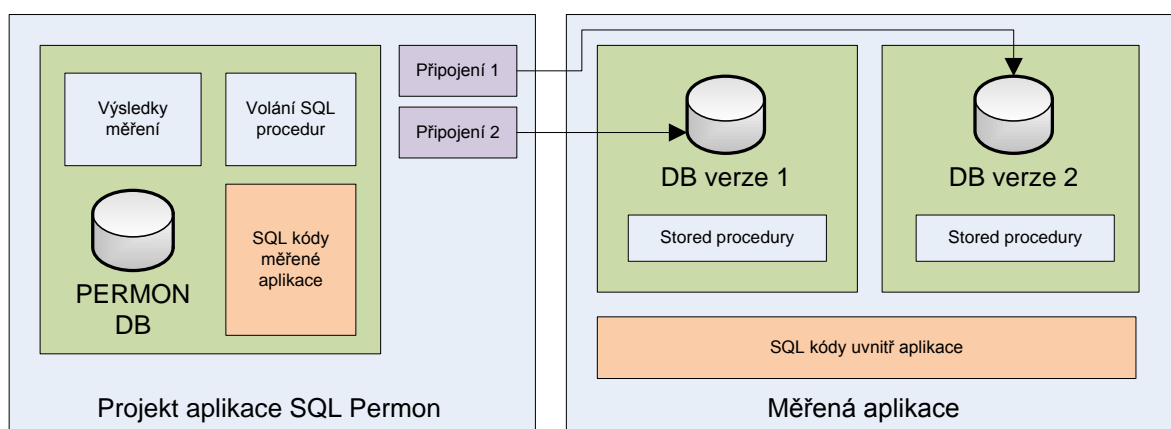 Výsledky
měření
Volání SQL
procedur
PERMON
DB
SQL kódy
měřené
aplikace
Projekt aplikace SQL Permon
Připojení 1
Připojení 2
DB verze 1
Stored procedury
DB verze 2
Stored procedury
SQL kódy uvnitř aplikace
Měřená aplikace